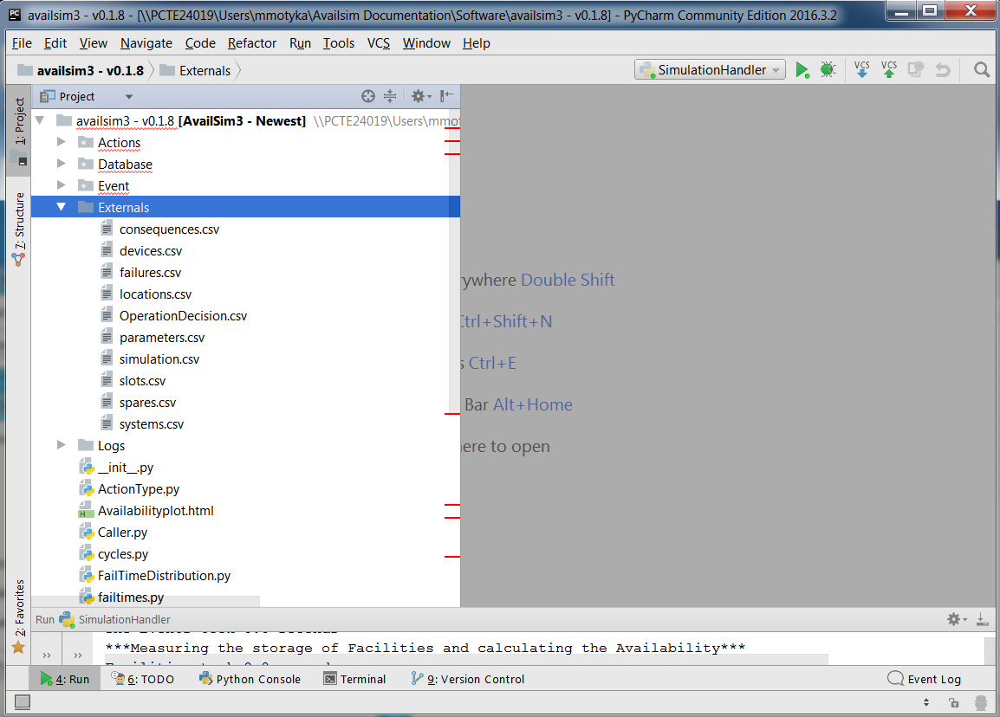 availsim3 - v0.1.8 - [\\PCTE24019\Users\mmotyka\Availsim Documentation\Software\availsim3 - v0.1.8] - PyCharm Community Edition 2016.3.2
File Edit View Navigate Code Refactor Run Tools VCS Window Help
availsim3 - v0.1.8 Externals SimulationHandler VCS VCS
1: Project
7: Structure
2: Favorites
Project
availsim3 - v0.1.8 [AvailSim3 - Newest] \\PCTE24019\Users\mmot
Actions
Database
Event
Externals
consequences.csv
devices.csv
failures.csv
locations.csv
OperationDecision.csv
parameters.csv
simulation.csv
slots.csv
spares.csv
systems.csv
Logs
__init__.py
ActionType.py
Availabilityplot.html
Caller.py
cycles.py
FailTimeDistribution.py
failtimes.py
ywhere Double Shift
Ctrl+Shift+N
s Ctrl+E
Bar Alt+Home
here to open
Run SimulationHandler
***Measuring the storage of Facilities and calculating the Availability***
4: Run 6: TODO Python Console Terminal 9: Version Control Event Log